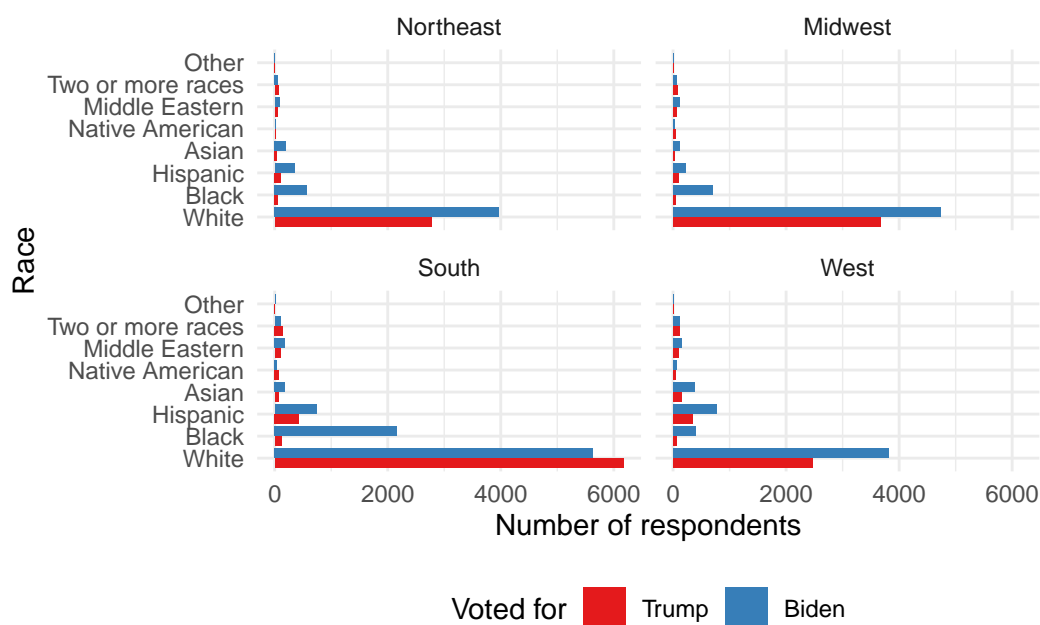 Northeast
Midwest
Other
Two or more races
Middle Eastern
Native American
Asian
Hispanic
Black
White
Race
South
West
Other
Two or more races
Middle Eastern
Native American
Asian
Hispanic
Black
White
0 2000 4000 6000
0 2000 4000 6000
Number of respondents
Voted for Trump Biden